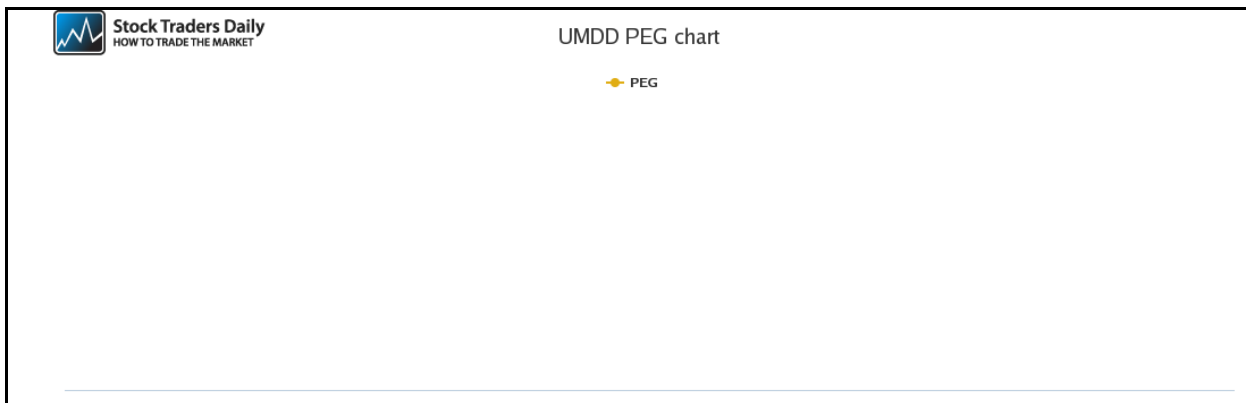 Stock Traders Daily
HOW TO TRADE THE MARKET
UMDD PEG chart
PEG